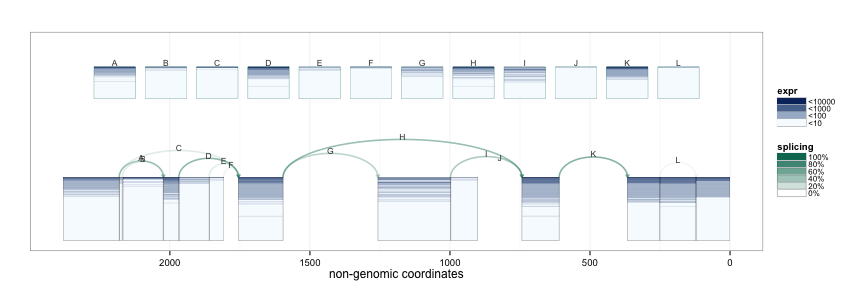 A B C D E F G H I J K L
expr
<10000
<1000
<100
<10
H
C
G
A B D E F I J K L
splicing
100%
80%
60%
40%
20%
0%
2000 1500 1000 500 0
non-genomic coordinates